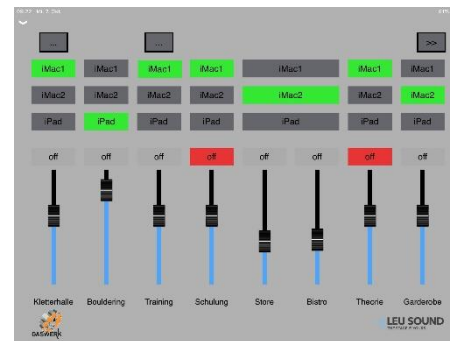 ... ... >>
iMac1 iMac1 iMac1 iMac1 iMac1 iMac1 iMac1
iMac2 iMac2 iMac2 iMac2 iMac2 iMac2 iMac2
iPad iPad iPad iPad iPad iPad iPad
off off off off off off off off
Kletterhalle Bouldering Training Schulung Store Bistro Theorie Garderobe
GASWERK LEU SOUND